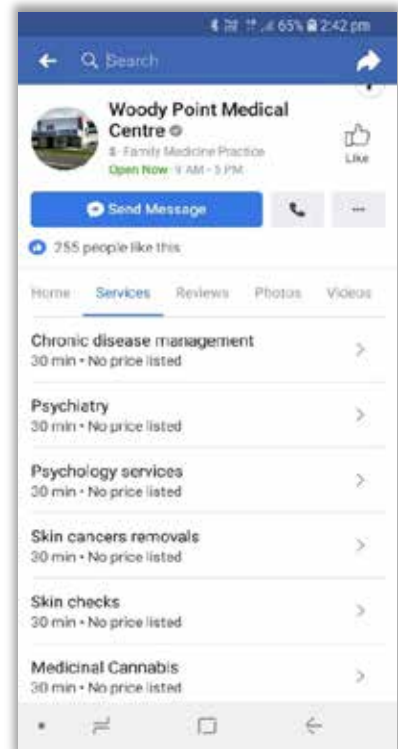 65% 2:42 pm
Search
Woody Point Medical
Centre
$ · Family Medicine Practice
Open Now · 9 AM - 5 PM
Like
Send Message
255 people like this
Home Services Reviews Photos Videos
Chronic disease management
30 min • No price listed
Psychiatry
30 min • No price listed
Psychology services
30 min • No price listed
Skin cancers removals
30 min • No price listed
Skin checks
30 min • No price listed
Medicinal Cannabis
30 min • No price listed